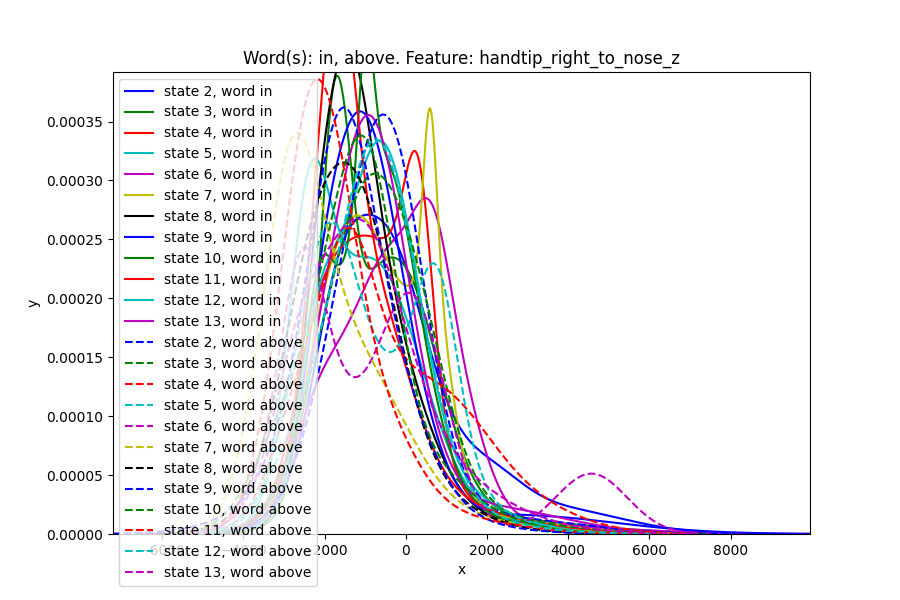 Word(s): in, above. Feature: handtip_right_to_nose_z
y
0.00035
0.00030
0.00025
0.00020
0.00015
0.00010
0.00005
0.00000
state 2, word in
state 3, word in
state 4, word in
state 5, word in
state 6, word in
state 7, word in
state 8, word in
state 9, word in
state 10, word in
state 11, word in
state 12, word in
state 13, word in
state 2, word above
state 3, word above
state 4, word above
state 5, word above
state 6, word above
state 7, word above
state 8, word above
state 9, word above
state 10, word above
state 11, word above
state 12, word above
state 13, word above
−6000 −4000 −2000 0 2000 4000 6000 8000
x